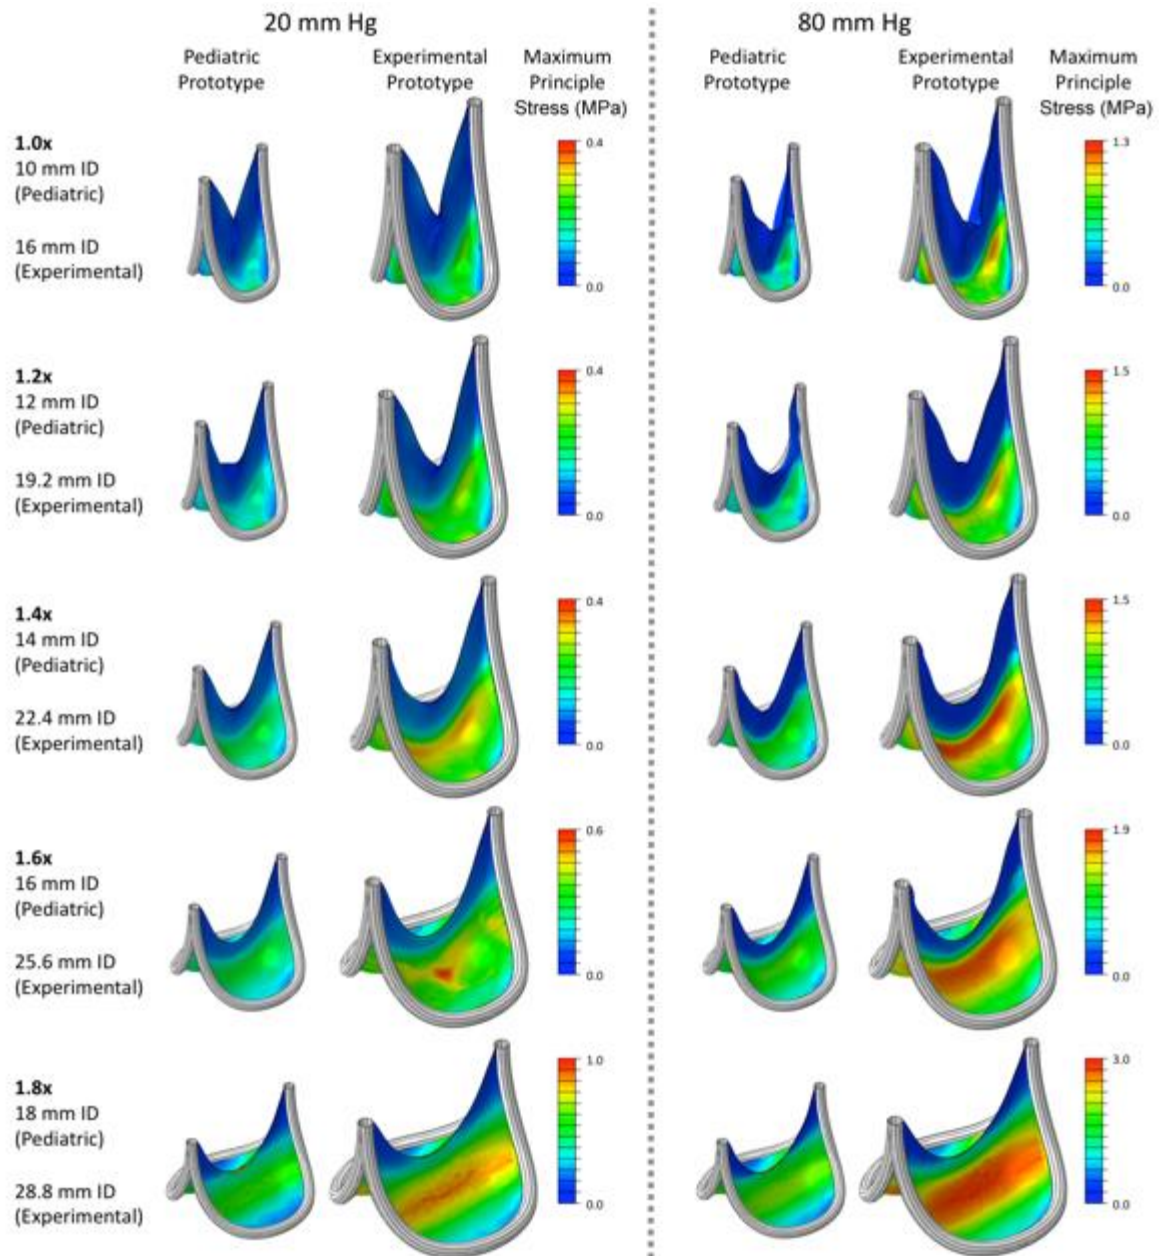 20 mm Hg
80 mm Hg
Pediatric
Prototype
Experimental
Prototype
Maximum
Principle
Stress (MPa)
Pediatric
Prototype
Experimental
Prototype
Maximum
Principle
Stress (MPa)
1.0x
10 mm ID
(Pediatric)
16 mm ID
(Experimental)
0.4
0.0
1.3
0.0
1.2x
12 mm ID
(Pediatric)
19.2 mm ID
(Experimental)
0.4
0.0
1.5
0.0
1.4x
14 mm ID
(Pediatric)
22.4 mm ID
(Experimental)
0.4
0.0
1.5
0.0
1.6x
16 mm ID
(Pediatric)
25.6 mm ID
(Experimental)
0.6
0.0
1.9
0.0
1.8x
18 mm ID
(Pediatric)
28.8 mm ID
(Experimental)
1.0
0.0
3.0
0.0